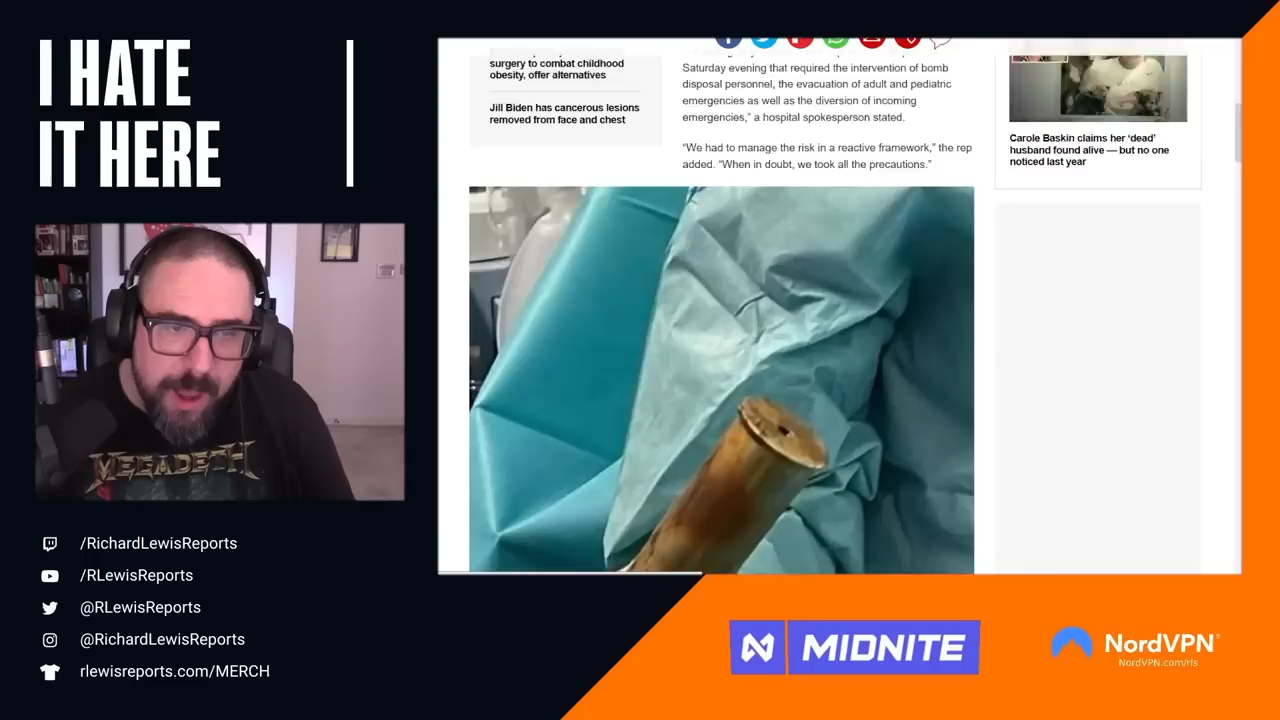 I HATE
IT HERE
MEGADETH
/RichardLewisReports
/RLewisReports
@RLewisReports
@RichardLewisReports
rlewisreports.com/MERCH
surgery to combat childhood
obesity, offer alternatives
Jill Biden has cancerous lesions
removed from face and chest
Saturday evening that required the intervention of bomb
disposal personnel, the evacuation of adult and pediatric
emergencies as well as the diversion of incoming
emergencies,” a hospital spokesperson stated.
“We had to manage the risk in a reactive framework,” the rep
added. “When in doubt, we took all the precautions.”
Carole Baskin claims her ‘dead’
husband found alive — but no one
noticed last year
MIDNITE
NordVPN®
NordVPN.com/rls